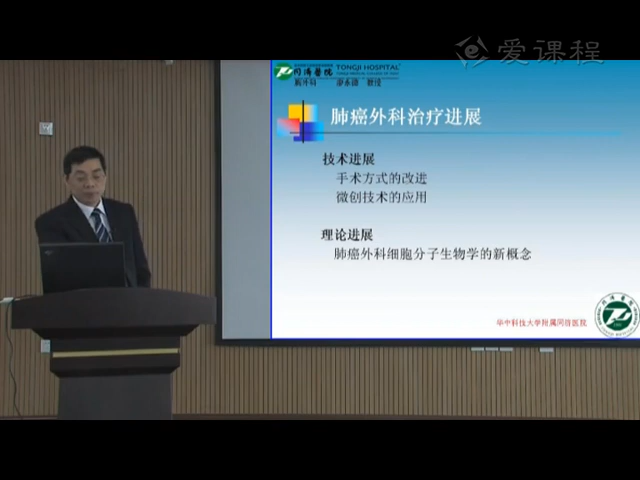 爱课程
同济医院
TONGJI HOSPITAL
胸外科 廖永德 教授
肺癌外科治疗进展
技术进展
手术方式的改进
微创技术的应用
理论进展
肺癌外科细胞分子生物学的新概念
华中科技大学附属同济医院